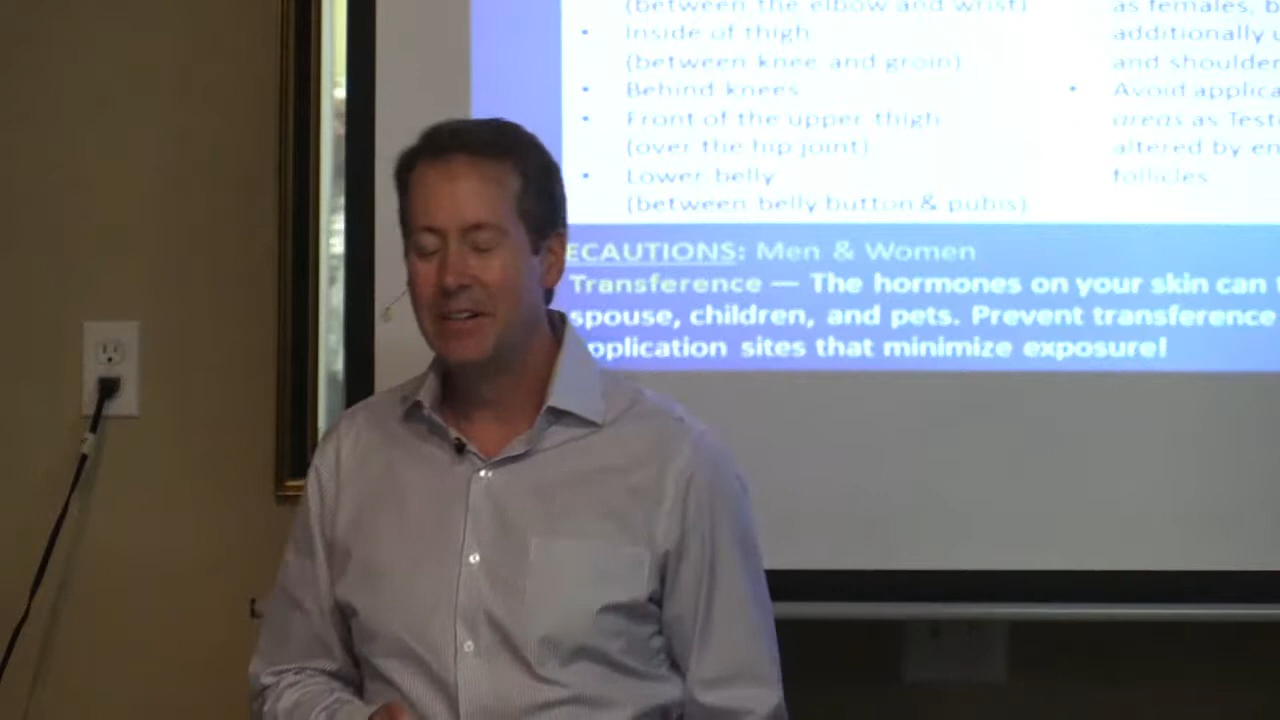 (between the elbow and wrist)
• Inside of thigh
(between knee and groin)
• Behind knees
• Front of the upper thigh
(over the hip joint)
• Lower belly
(between belly button & pubis)
as females, b
additionally u
and shoulder
• Avoid applica
areas as Test
altered by en
follicles
ECAUTIONS: Men & Women
Transference — The hormones on your skin can t
spouse, children, and pets. Prevent transference
pplication sites that minimize exposure!